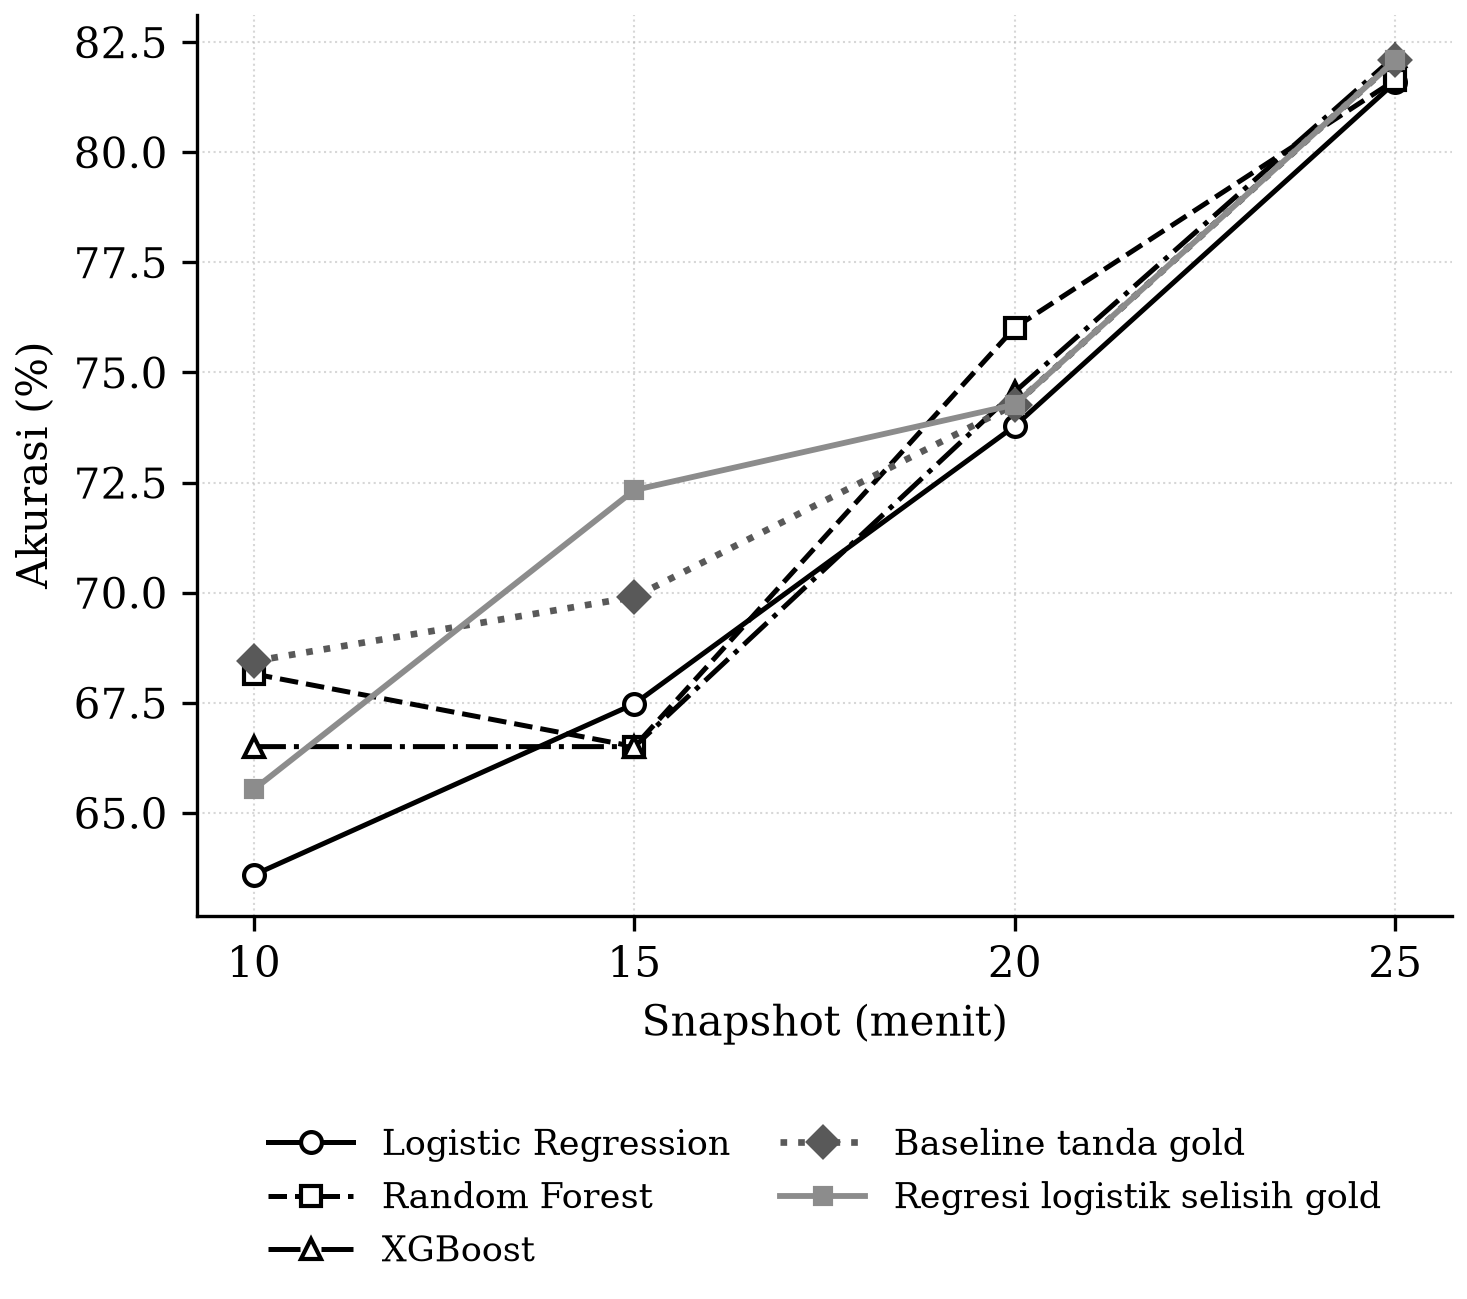 82.5
80.0
77.5
75.0
72.5
70.0
67.5
65.0
Akurasi (%)
10 15 20 25
Snapshot (menit)
Logistic Regression
Random Forest
XGBoost
Baseline tanda gold
Regresi logistik selisih gold